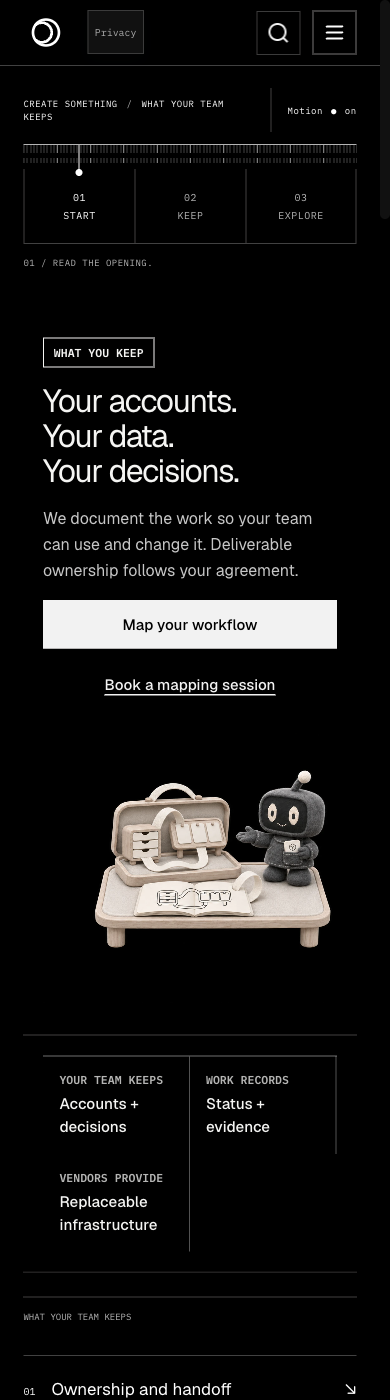 Privacy
CREATE SOMETHING / WHAT YOUR TEAM
KEEPS
Motion ● on
01
START
02
KEEP
03
EXPLORE
01 / READ THE OPENING.
WHAT YOU KEEP
Your accounts.
Your data.
Your decisions.
We document the work so your team
can use and change it. Deliverable
ownership follows your agreement.
Map your workflow
Book a mapping session
YOUR TEAM KEEPS
Accounts +
decisions
WORK RECORDS
Status +
evidence
VENDORS PROVIDE
Replaceable
infrastructure
WHAT YOUR TEAM KEEPS
01 Ownership and handoff